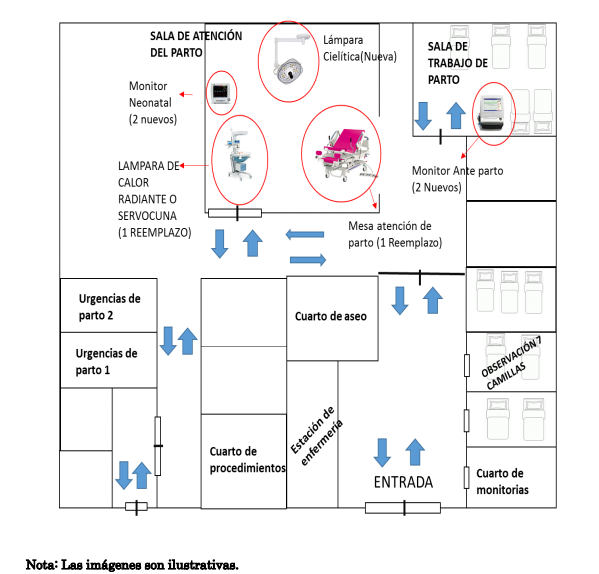 SALA DE ATENCIÓN
DEL PARTO
Lámpara
Cielítica(Nueva)
SALA DE
TRABAJO DE
PARTO
Monitor
Neonatal
(2 nuevos)
LAMPARA DE
CALOR
RADIANTE O
SERVOCUNA
(1 REEMPLAZO)
Monitor Ante parto
(2 Nuevos)
Mesa atención de
parto (1 Reemplazo)
Urgencias de
parto 2
Urgencias de
parto 1
Cuarto de aseo
OBSERVACIÓN 7
CAMILLAS
Estación de
enfermería
Cuarto de
procedimientos
ENTRADA
Cuarto de
monitorias
Nota: Las imágenes son ilustrativas.